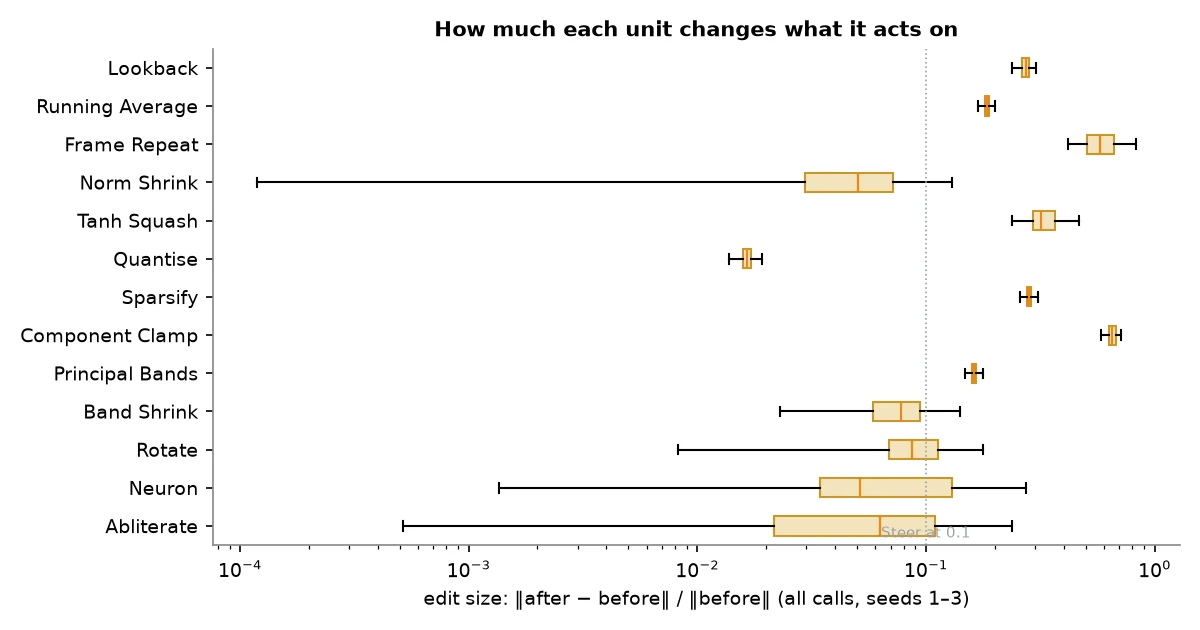 How much each unit changes what it acts on
Lookback
Running Average
Frame Repeat
Norm Shrink
Tanh Squash
Quantise
Sparsify
Component Clamp
Principal Bands
Band Shrink
Rotate
Neuron
Abliterate
Steer at 0.1
10⁻⁴ 10⁻³ 10⁻² 10⁻¹ 10⁰
edit size: ‖after − before‖ / ‖before‖ (all calls, seeds 1–3)